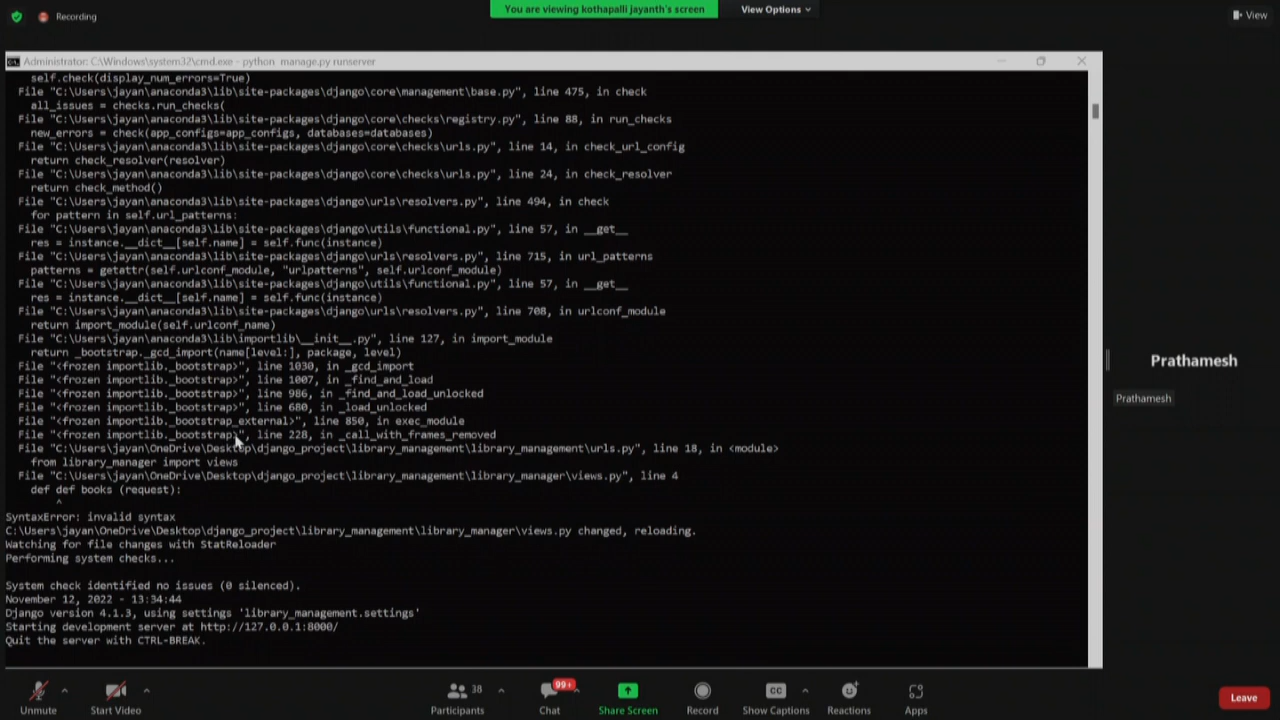 Recording
You are viewing kothapalli jayanth's screen
View Options
View
Administrator: C:\Windows\system32\cmd.exe - python  manage.py runserver
self.check(display_num_errors=True)
File "C:\Users\jayan\anaconda3\lib\site-packages\django\core\management\base.py", line 475, in check
all_issues = checks.run_checks(
File "C:\Users\jayan\anaconda3\lib\site-packages\django\core\checks\registry.py", line 88, in run_checks
new_errors = check(app_configs=app_configs, databases=databases)
File "C:\Users\jayan\anaconda3\lib\site-packages\django\core\checks\urls.py", line 14, in check_url_config
return check_resolver(resolver)
File "C:\Users\jayan\anaconda3\lib\site-packages\django\core\checks\urls.py", line 24, in check_resolver
return check_method()
File "C:\Users\jayan\anaconda3\lib\site-packages\django\urls\resolvers.py", line 494, in check
for pattern in self.url_patterns:
File "C:\Users\jayan\anaconda3\lib\site-packages\django\utils\functional.py", line 57, in __get__
res = instance.__dict__[self.name] = self.func(instance)
File "C:\Users\jayan\anaconda3\lib\site-packages\django\urls\resolvers.py", line 715, in url_patterns
patterns = getattr(self.urlconf_module, "urlpatterns", self.urlconf_module)
File "C:\Users\jayan\anaconda3\lib\site-packages\django\utils\functional.py", line 57, in __get__
res = instance.__dict__[self.name] = self.func(instance)
File "C:\Users\jayan\anaconda3\lib\site-packages\django\urls\resolvers.py", line 708, in urlconf_module
return import_module(self.urlconf_name)
File "C:\Users\jayan\anaconda3\lib\importlib\__init__.py", line 127, in import_module
return _bootstrap._gcd_import(name[level:], package, level)
File "<frozen importlib._bootstrap>", line 1030, in _gcd_import
File "<frozen importlib._bootstrap>", line 1007, in _find_and_load
File "<frozen importlib._bootstrap>", line 986, in _find_and_load_unlocked
File "<frozen importlib._bootstrap>", line 680, in _load_unlocked
File "<frozen importlib._bootstrap_external>", line 850, in exec_module
File "<frozen importlib._bootstrap>", line 228, in _call_with_frames_removed
File "C:\Users\jayan\OneDrive\Desktop\django_project\library_management\library_management\urls.py", line 18, in <module>
from library_manager import views
File "C:\Users\jayan\OneDrive\Desktop\django_project\library_management\library_manager\views.py", line 4
def def books (request):
^
SyntaxError: invalid syntax
C:\Users\jayan\OneDrive\Desktop\django_project\library_management\library_manager\views.py changed, reloading.
Watching for file changes with StatReloader
Performing system checks...
System check identified no issues (0 silenced).
November 12, 2022 - 13:34:44
Django version 4.1.3, using settings 'library_management.settings'
Starting development server at http://127.0.0.1:8000/
Quit the server with CTRL-BREAK.
Prathamesh
Prathamesh
Unmute
Start Video
38
Participants
99+
Chat
Share Screen
Record
CC
Show Captions
Reactions
Apps
Leave